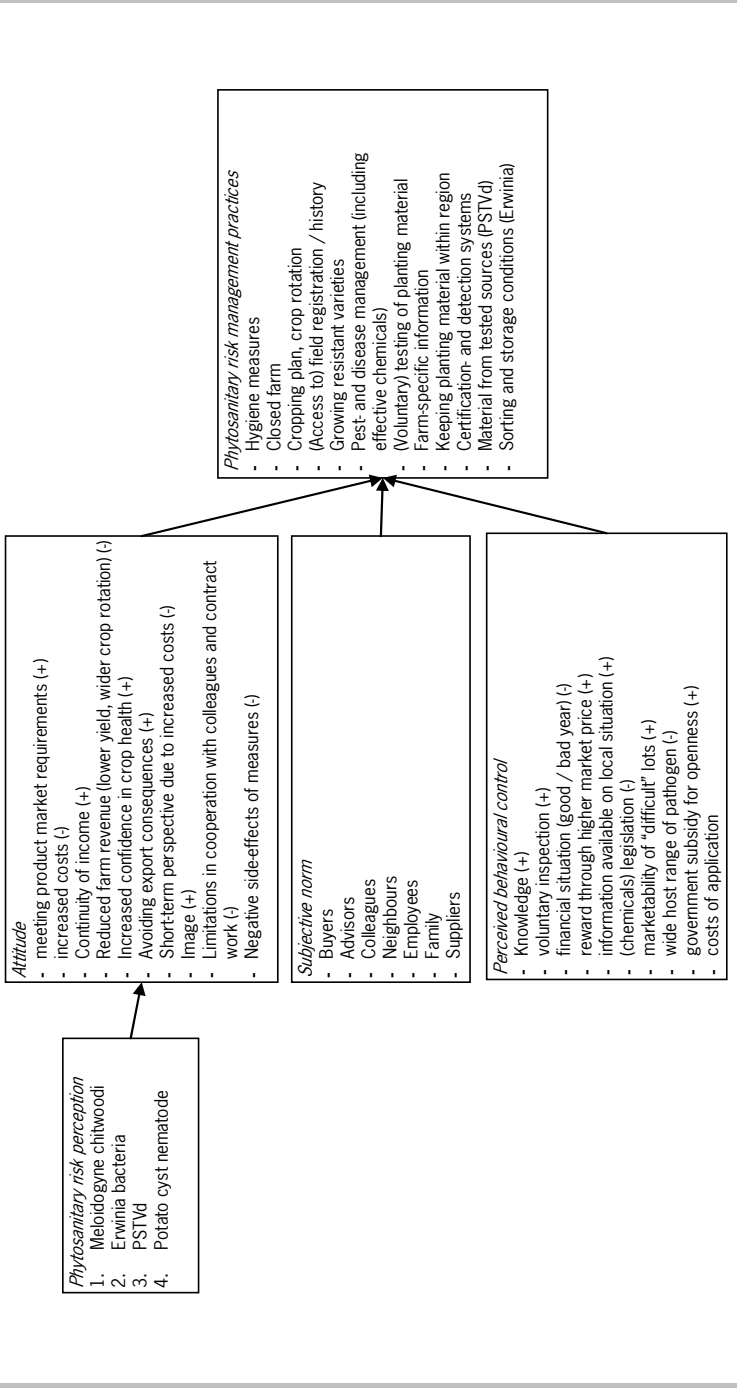 Phytosanitary risk perception
1. Meloidogyne chitwoodi
2. Erwinia bacteria
3. PSTVd
4. Potato cyst nematode
Attitude
- meeting product market requirements (+)
- increased costs (-)
- Continuity of income (+)
- Reduced farm revenue (lower yield, wider crop rotation) (-)
- Increased confidence in crop health (+)
- Avoiding export consequences (+)
- Short-term perspective due to increased costs (-)
- Image (+)
- Limitations in cooperation with colleagues and contract
work (-)
- Negative side-effects of measures (-)
Subjective norm
- Buyers
- Advisors
- Colleagues
- Neighbours
- Employees
- Family
- Suppliers
Perceived behavioural control
- Knowledge (+)
- voluntary inspection (+)
- financial situation (good / bad year) (-)
- reward through higher market price (+)
- information available on local situation (+)
- (chemicals) legislation (-)
- marketability of “difficult” lots (+)
- wide host range of pathogen (-)
- government subsidy for openness (+)
- costs of application
Phytosanitary risk management practices
- Hygiene measures
- Closed farm
- Cropping plan, crop rotation
- (Access to) field registration / history
- Growing resistant varieties
- Pest- and disease management (including
effective chemicals)
- (Voluntary) testing of planting material
- Farm-specific information
- Keeping planting material within region
- Certification- and detection systems
- Material from tested sources (PSTVd)
- Sorting and storage conditions (Erwinia)